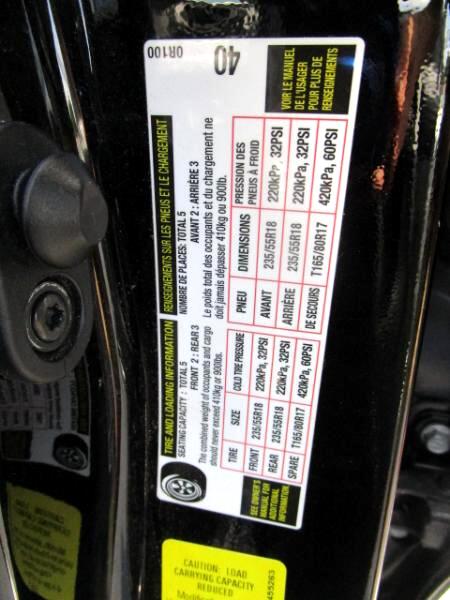 TIRE AND LOADING INFORMATION
SEATING CAPACITY : TOTAL 5
FRONT 2 : REAR 3
The combined weight of occupants and cargo
should never exceed 410kg or 900lbs.
TIRE SIZE COLD TIRE PRESSURE
FRONT 235/55R18 220kPa, 32PSI
REAR 235/55R18 220kPa, 32PSI
SPARE T165/80R17 420kPa, 60PSI
SEE OWNER'S
MANUAL FOR
ADDITIONAL
INFORMATION
RENSEIGNEMENTS SUR LES PNEUS ET LE CHARGEMENT
NOMBRE DE PLACES: TOTAL 5
AVANT 2 : ARRIÈRE 3
Le poids total des occupants et du chargement ne
doit jamais dépasser 410kg ou 900lb.
PNEU DIMENSIONS PRESSION DES
PNEUS À FROID
AVANT 235/55R18 220kPa, 32PSI
ARRIÈRE 235/55R18 220kPa, 32PSI
DE SECOURS T165/80R17 420kPa, 60PSI
VOIR LE MANUEL
DE L'USAGER
POUR PLUS DE
RENSEIGNEMENTS
0R100
40
CAUTION: LOAD
CARRYING CAPACITY
REDUCED
455263